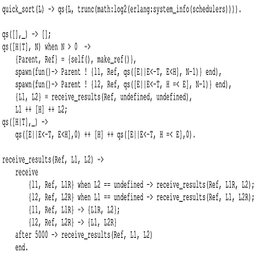 quick_sort(L) -> qs(L, trunc(math:log2(erlang:system_info(schedulers)))).
qs([],_) -> [];
qs([H|T], N) when N > 0 ->
{Parent, Ref} = {self(), make_ref()},
spawn(fun()-> Parent ! {l1, Ref, qs([E||E<-T, E<H], N-1)} end),
spawn(fun()-> Parent ! {l2, Ref, qs([E||E<-T, H =< E], N-1)} end),
{L1, L2} = receive_results(Ref, undefined, undefined),
L1 ++ [H] ++ L2;
qs([H|T],_) ->
qs([E||E<-T, E<H],0) ++ [H] ++ qs([E||E<-T, H =< E],0).
receive_results(Ref, L1, L2) ->
receive
{l1, Ref, L1R} when L2 == undefined -> receive_results(Ref, L1R, L2);
{l2, Ref, L2R} when L1 == undefined -> receive_results(Ref, L1, L2R);
{l1, Ref, L1R} -> {L1R, L2};
{l2, Ref, L2R} -> {L1, L2R}
after 5000 -> receive_results(Ref, L1, L2)
end.